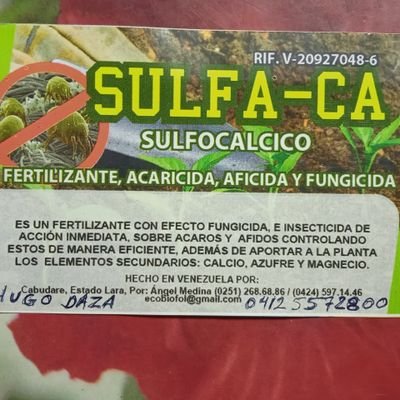 RIF. V-20927048-6
SULFA-CA
SULFOCALCICO
FERTILIZANTE, ACARICIDA, AFICIDA Y FUNGICIDA
ES UN FERTILIZANTE CON EFECTO FUNGICIDA, E INSECTICIDA DE
ACCIÓN INMEDIATA, SOBRE ACAROS Y AFIDOS CONTROLANDO
ESTOS DE MANERA EFICIENTE, ADEMÁS DE APORTAR A LA PLANTA
LOS ELEMENTOS SECUNDARIOS: CALCIO, AZUFRE Y MAGNECIO.
HECHO EN VENEZUELA POR:
Cabudare, Estado Lara, Por: Ángel Medina (0251) 268.68.86 / (0424) 597.14.46
HUGO DAZA ecobiofol@gmail.com 0412 5572800